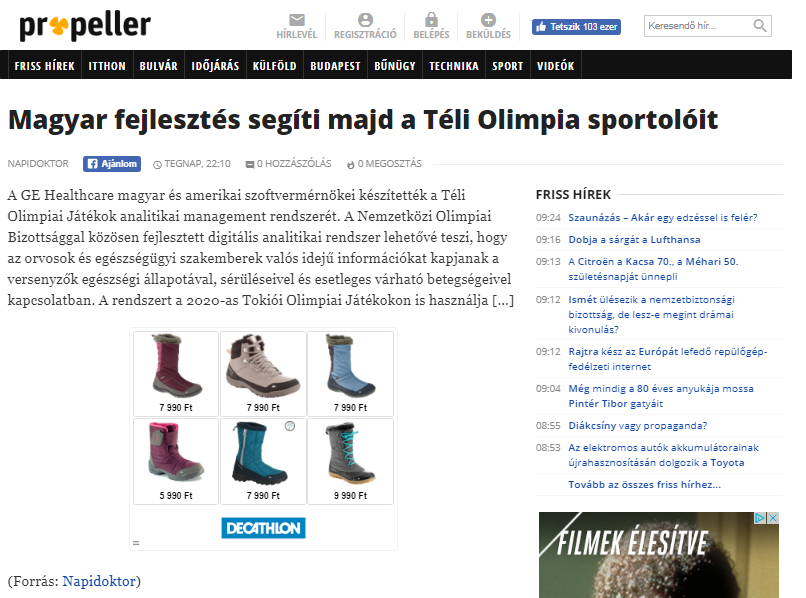 propeller
HÍRLEVÉL
REGISZTRÁCIÓ
BELÉPÉS
BEKÜLDÉS
Tetszik 103 ezer
Keresendő hír...
FRISS HÍREK
ITTHON
BULVÁR
IDŐJÁRÁS
KÜLFÖLD
BUDAPEST
BŰNÜGY
TECHNIKA
SPORT
VIDEÓK
Magyar fejlesztés segíti majd a Téli Olimpia sportolóit
NAPIDOKTOR
Ajánlom
TEGNAP, 22:10
0 HOZZÁSZÓLÁS
0 MEGOSZTÁS
A GE Healthcare magyar és amerikai szoftvermérnökei készítették a Téli
Olimpiai Játékok analitikai management rendszerét. A Nemzetközi Olimpiai
Bizottsággal közösen fejlesztett digitális analitikai rendszer lehetővé teszi, hogy
az orvosok és egészségügyi szakemberek valós idejű információkat kapjanak a
versenyzők egészségi állapotával, sérüléseivel és esetleges várható betegségeivel
kapcsolatban. A rendszert a 2020-as Tokiói Olimpiai Játékokon is használja [...]
7 990 Ft
7 990 Ft
7 990 Ft
5 990 Ft
7 990 Ft
9 990 Ft
DECATHLON
(Forrás: Napidoktor)
FRISS HÍREK
09:24 Szaunázás – Akár egy edzéssel is felér?
09:16 Dobja a sárgát a Lufthansa
09:13 A Citroën a Kacsa 70., a Méhari 50.
születésnapját ünnepli
09:12 Ismét ülésezik a nemzetbiztonsági
bizottság, de lesz-e megint drámai
kivonulás?
09:12 Rajtra kész az Európát lefedő repülőgép-
fedélzeti internet
09:04 Még mindig a 80 éves anyukája mossa
Pintér Tibor gatyáit
08:55 Diákcsíny vagy propaganda?
08:53 Az elektromos autók akkumulátorainak
újrahasznosításán dolgozik a Toyota
Tovább az összes friss hírhez...
FILMEK ÉLESÍTVE